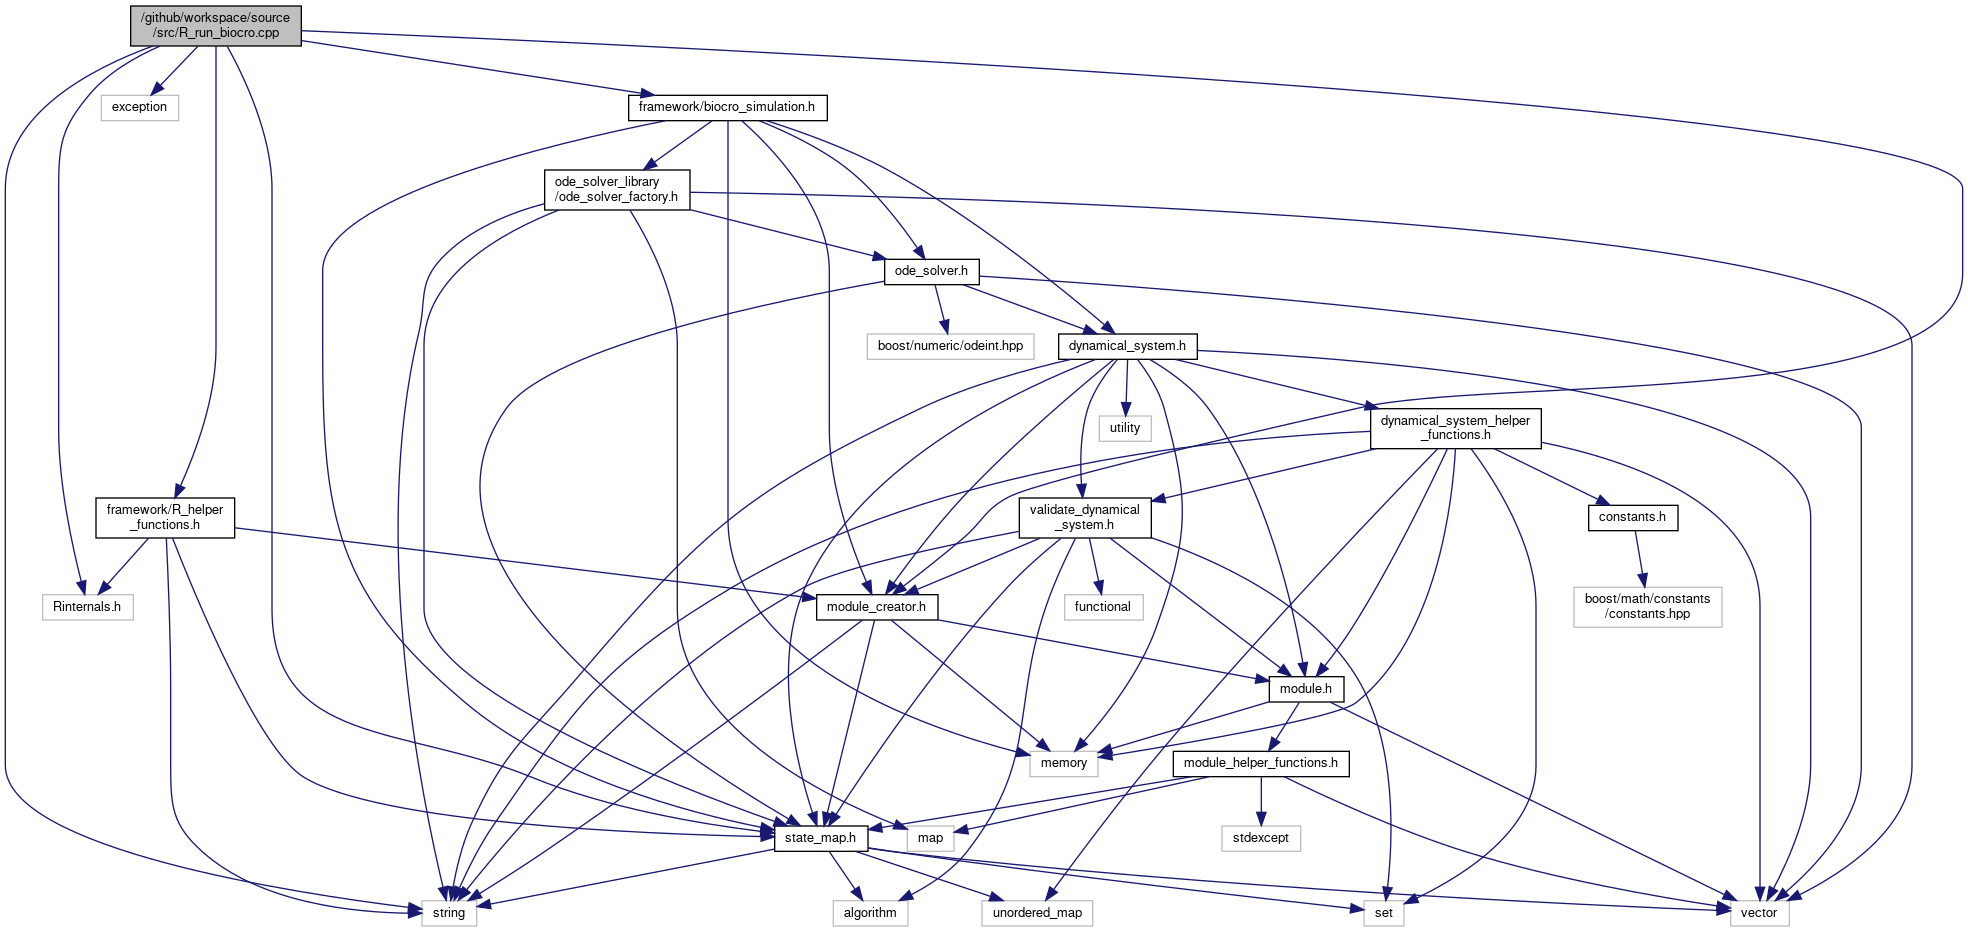 /github/workspace/source
/src/R_run_biocro.cpp
exception
framework/biocro_simulation.h
ode_solver_library
/ode_solver_factory.h
ode_solver.h
boost/numeric/odeint.hpp
dynamical_system.h
utility
dynamical_system_helper
_functions.h
framework/R_helper
_functions.h
validate_dynamical
_system.h
constants.h
Rinternals.h
module_creator.h
functional
boost/math/constants
/constants.hpp
module.h
memory
module_helper_functions.h
state_map.h
map
stdexcept
string
algorithm
unordered_map
set
vector